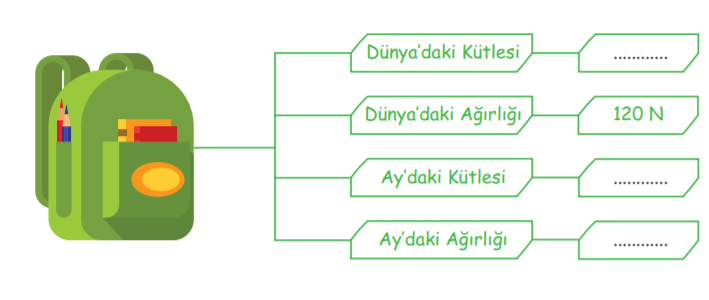 Dünya'daki Kütlesi ............
Dünya'daki Ağırlığı 120 N
Ay'daki Kütlesi ............
Ay'daki Ağırlığı ............